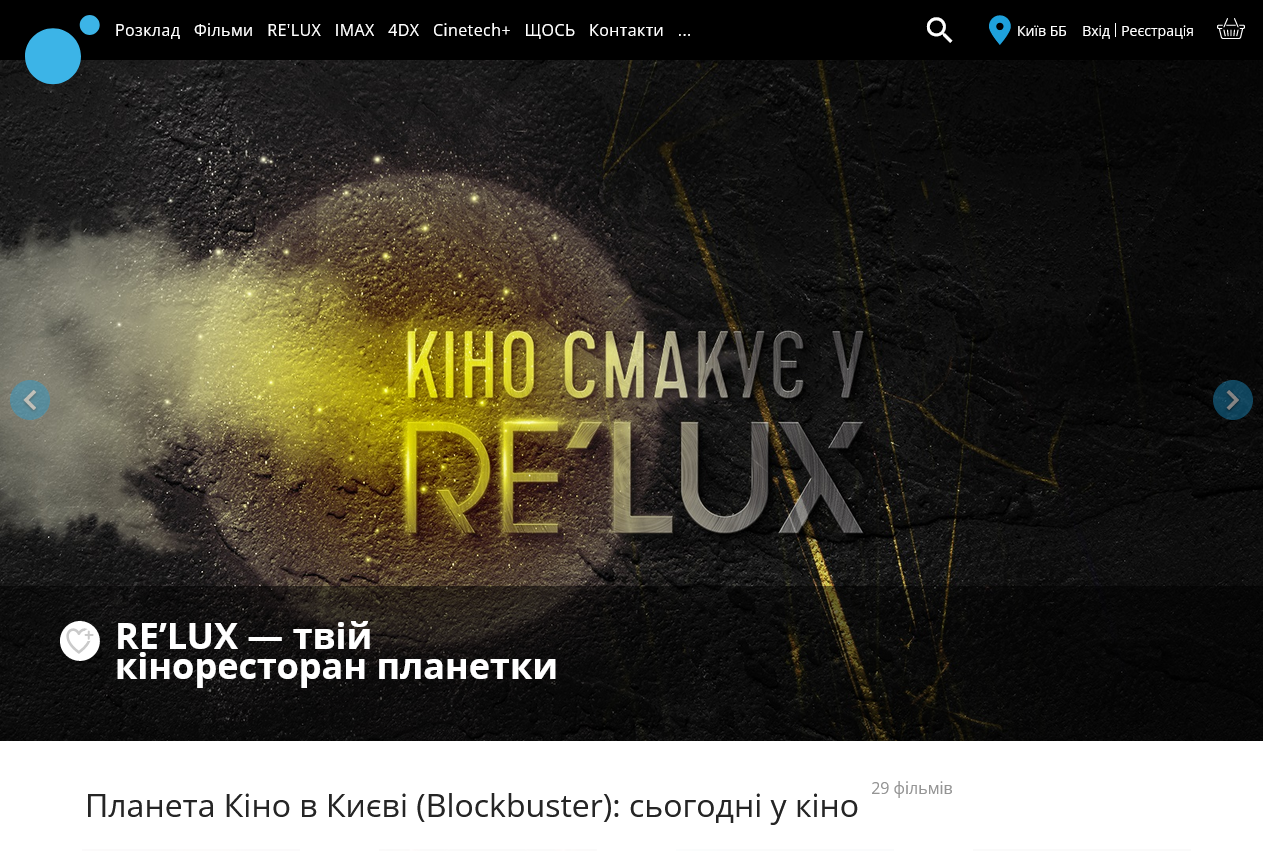 Розклад Фільми RE'LUX IMAX 4DX Cinetech+ ЩОСЬ Контакти ... Київ ББ Вхід | Реєстрація
КІНО СМАКУЄ У
RE’LUX
RE’LUX — твій
кіноресторан планетки
Планета Кіно в Києві (Blockbuster): сьогодні у кіно 29 фільмів